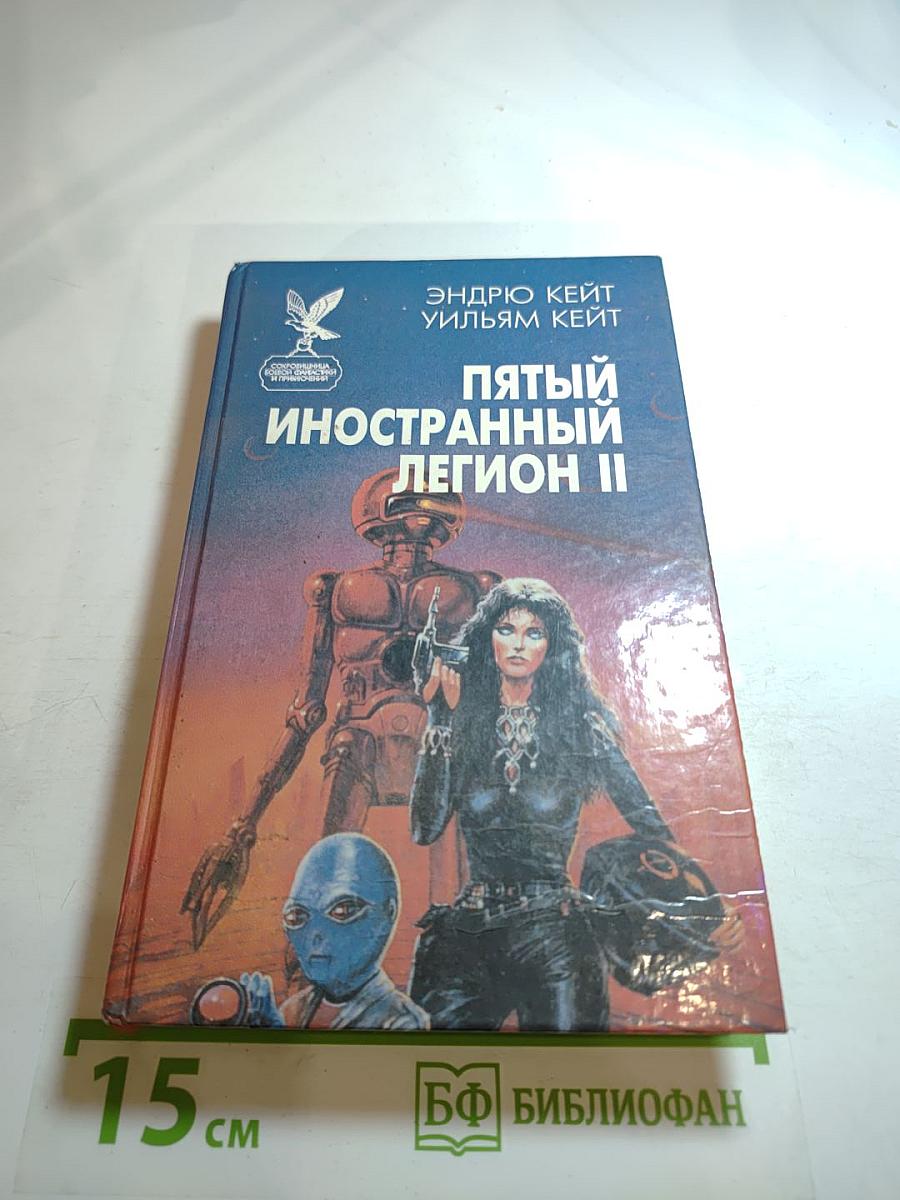 ЭНДРЮ КЕЙТ
УИЛЬЯМ КЕЙТ
СОКРОВИЩНИЦА
БОЕВОЙ ФАНТАСТИКИ
И ПРИКЛЮЧЕНИЙ
ПЯТЫЙ
ИНОСТРАННЫЙ
ЛЕГИОН II
15 см
БФ БИБЛИОФАН